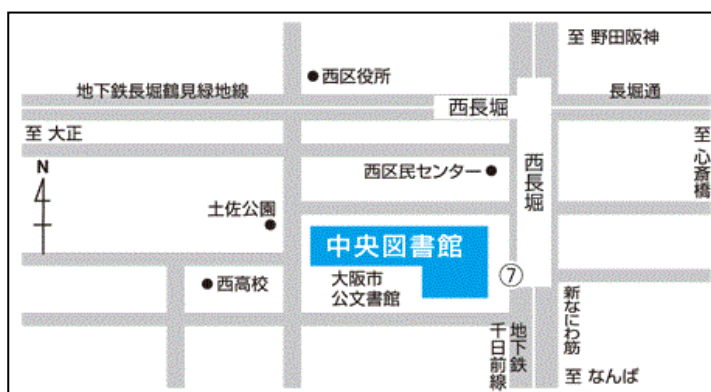 至 野田阪神
西区役所
地下鉄長堀鶴見緑地線
西長堀
長堀通
至 大正
至 心斎橋
N
西区民センター
西長堀
土佐公園
中央図書館
西高校
大阪市
公文書館
⑦
新なにわ筋
地下鉄
千日前線
至 なんば